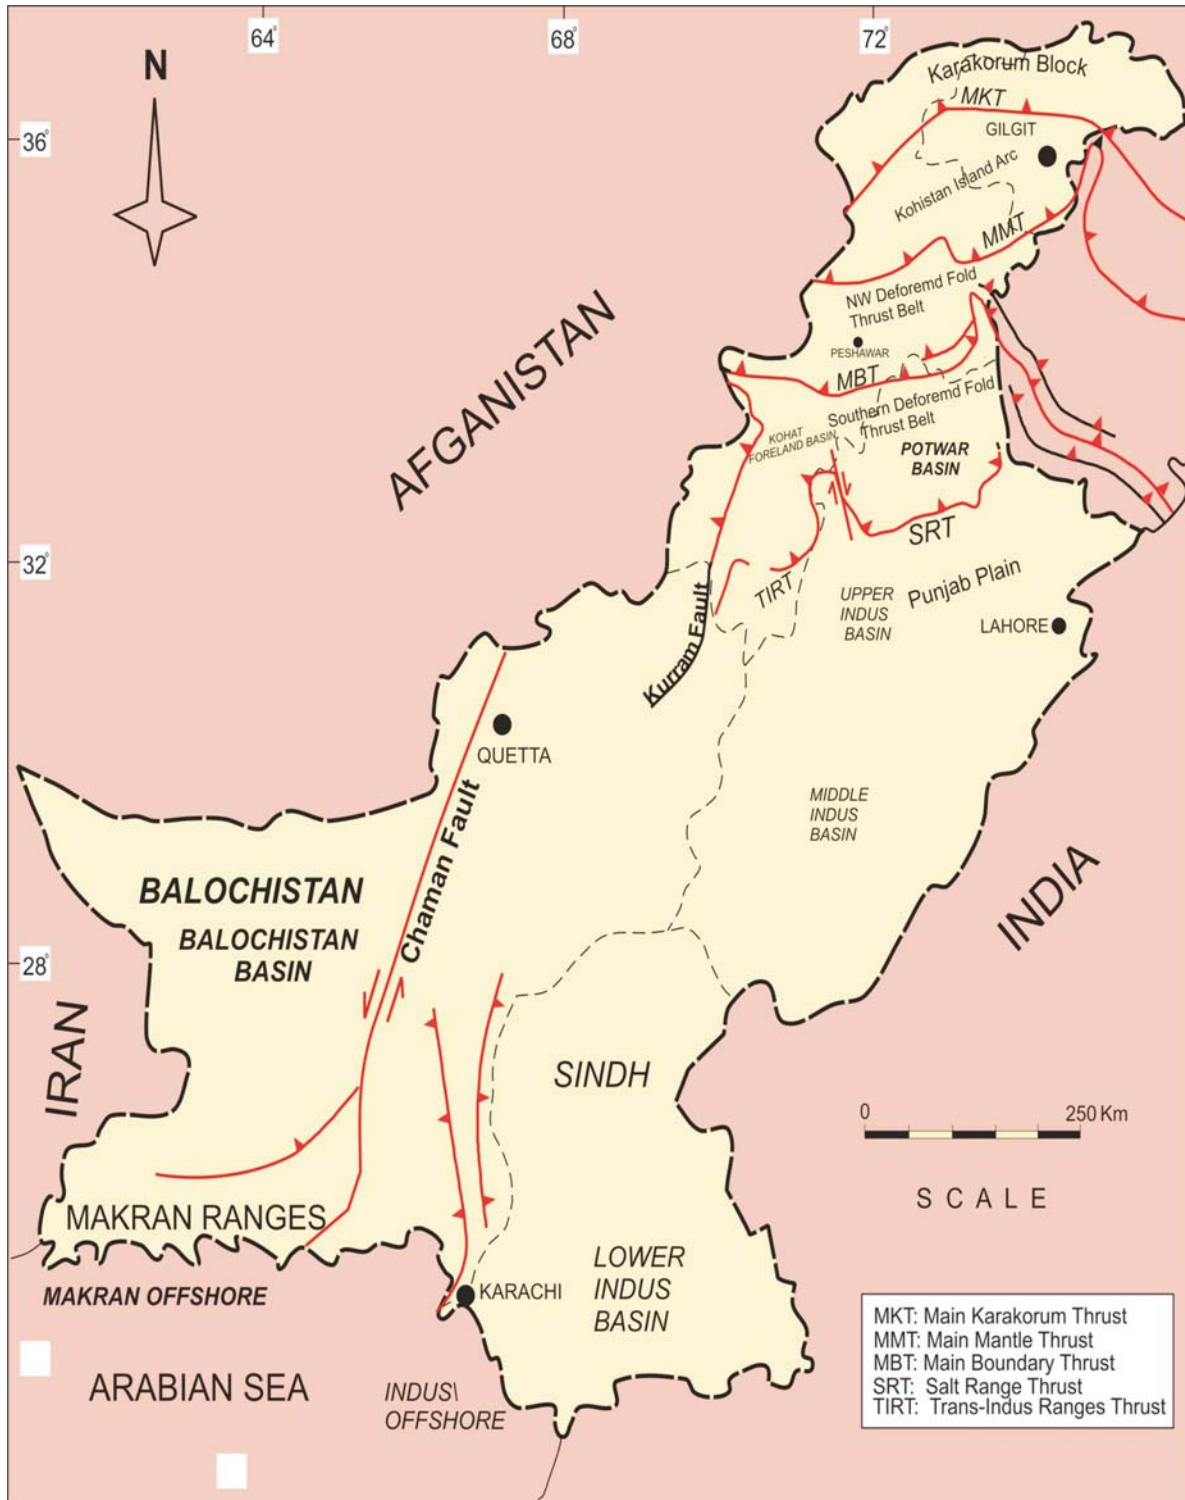 64°
68°
72°
N
36°
32°
28°
Karakorum Block
MKT
GILGIT
Kohistan Island Arc
MMT
NW Deforemd Fold
Thrust Belt
PESHAWAR
MBT
Southern Deforemd Fold
Thrust Belt
KOHAT
FORELAND BASIN
POTWAR
BASIN
SRT
TIRT
Punjab Plain
UPPER
INDUS
BASIN
LAHORE
Kurram Fault
AFGANISTAN
QUETTA
Chaman Fault
MIDDLE
INDUS
BASIN
INDIA
BALOCHISTAN
BALOCHISTAN
BASIN
IRAN
SINDH
0
250 Km
SCALE
MAKRAN RANGES
MAKRAN OFFSHORE
KARACHI
LOWER
INDUS
BASIN
ARABIAN SEA
INDUS\
OFFSHORE
MKT: Main Karakorum Thrust
MMT: Main Mantle Thrust
MBT: Main Boundary Thrust
SRT: Salt Range Thrust
TIRT: Trans-Indus Ranges Thrust